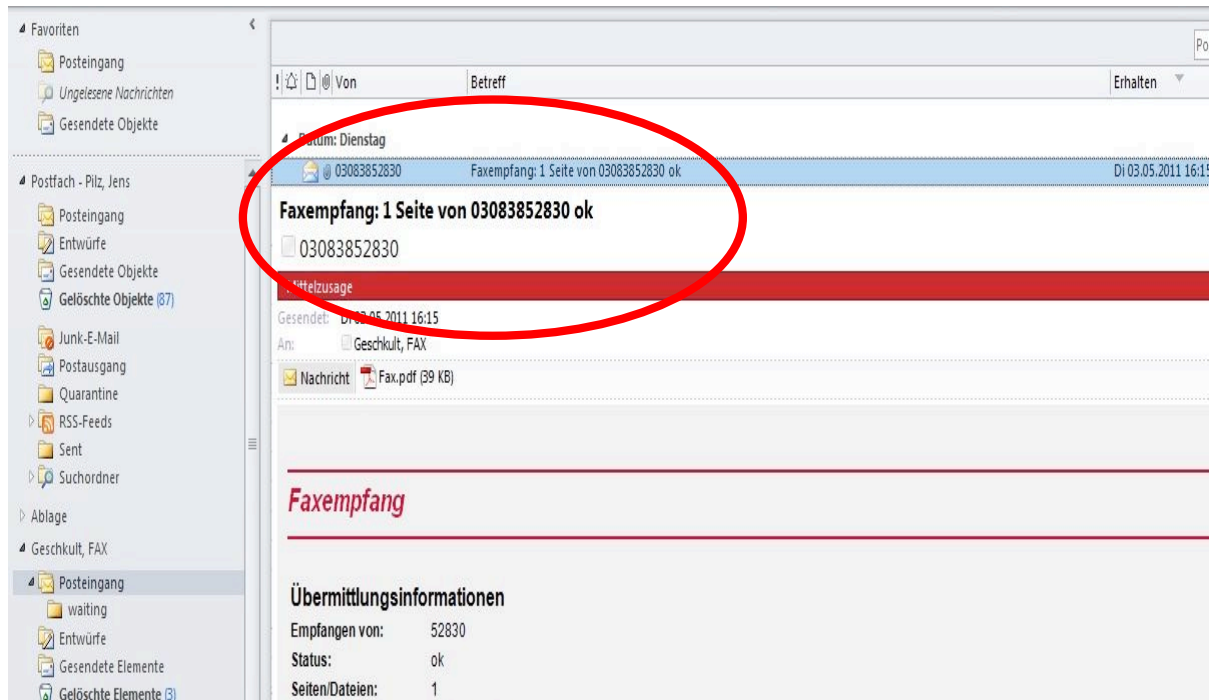 Favoriten
Posteingang
Ungelesene Nachrichten
Gesendete Objekte
Postfach - Pilz, Jens
Posteingang
Entwürfe
Gesendete Objekte
Gelöschte Objekte (87)
Junk-E-Mail
Postausgang
Quarantine
RSS-Feeds
Sent
Suchordner
Ablage
Geschkult, FAX
Posteingang
waiting
Entwürfe
Gesendete Elemente
Gelöschte Elemente (3)
Po
! Von Betreff Erhalten
Datum: Dienstag
03083852830 Faxempfang: 1 Seite von 03083852830 ok Di 03.05.2011 16:15
Faxempfang: 1 Seite von 03083852830 ok
03083852830
Mittelzusage
Gesendet: Di 03.05.2011 16:15
An: Geschkult, FAX
Nachricht Fax.pdf (39 KB)
Faxempfang
Übermittlungsinformationen
Empfangen von: 52830
Status: ok
Seiten/Dateien: 1